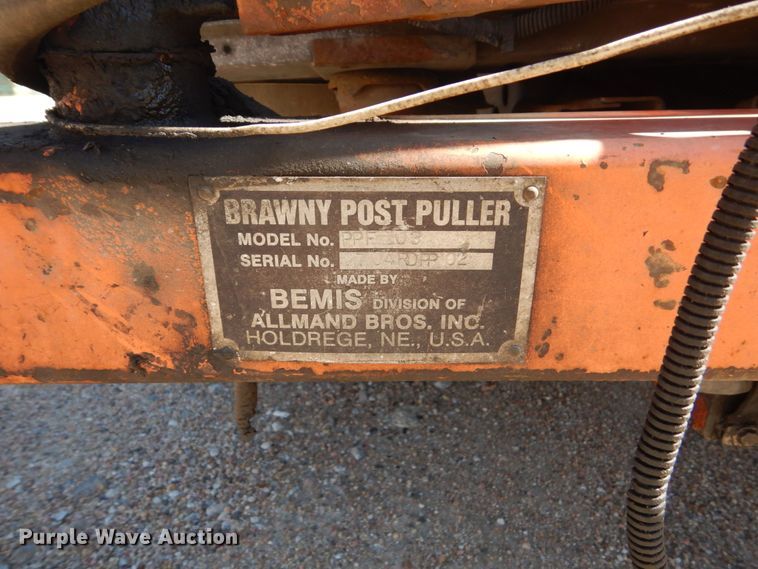 BRAWNY POST PULLER
MODEL No.
SERIAL No.
MADE BY
BEMIS DIVISION OF
ALLMAND BROS. INC.
HOLDREGE, NE., U.S.A.
Purple Wave Auction